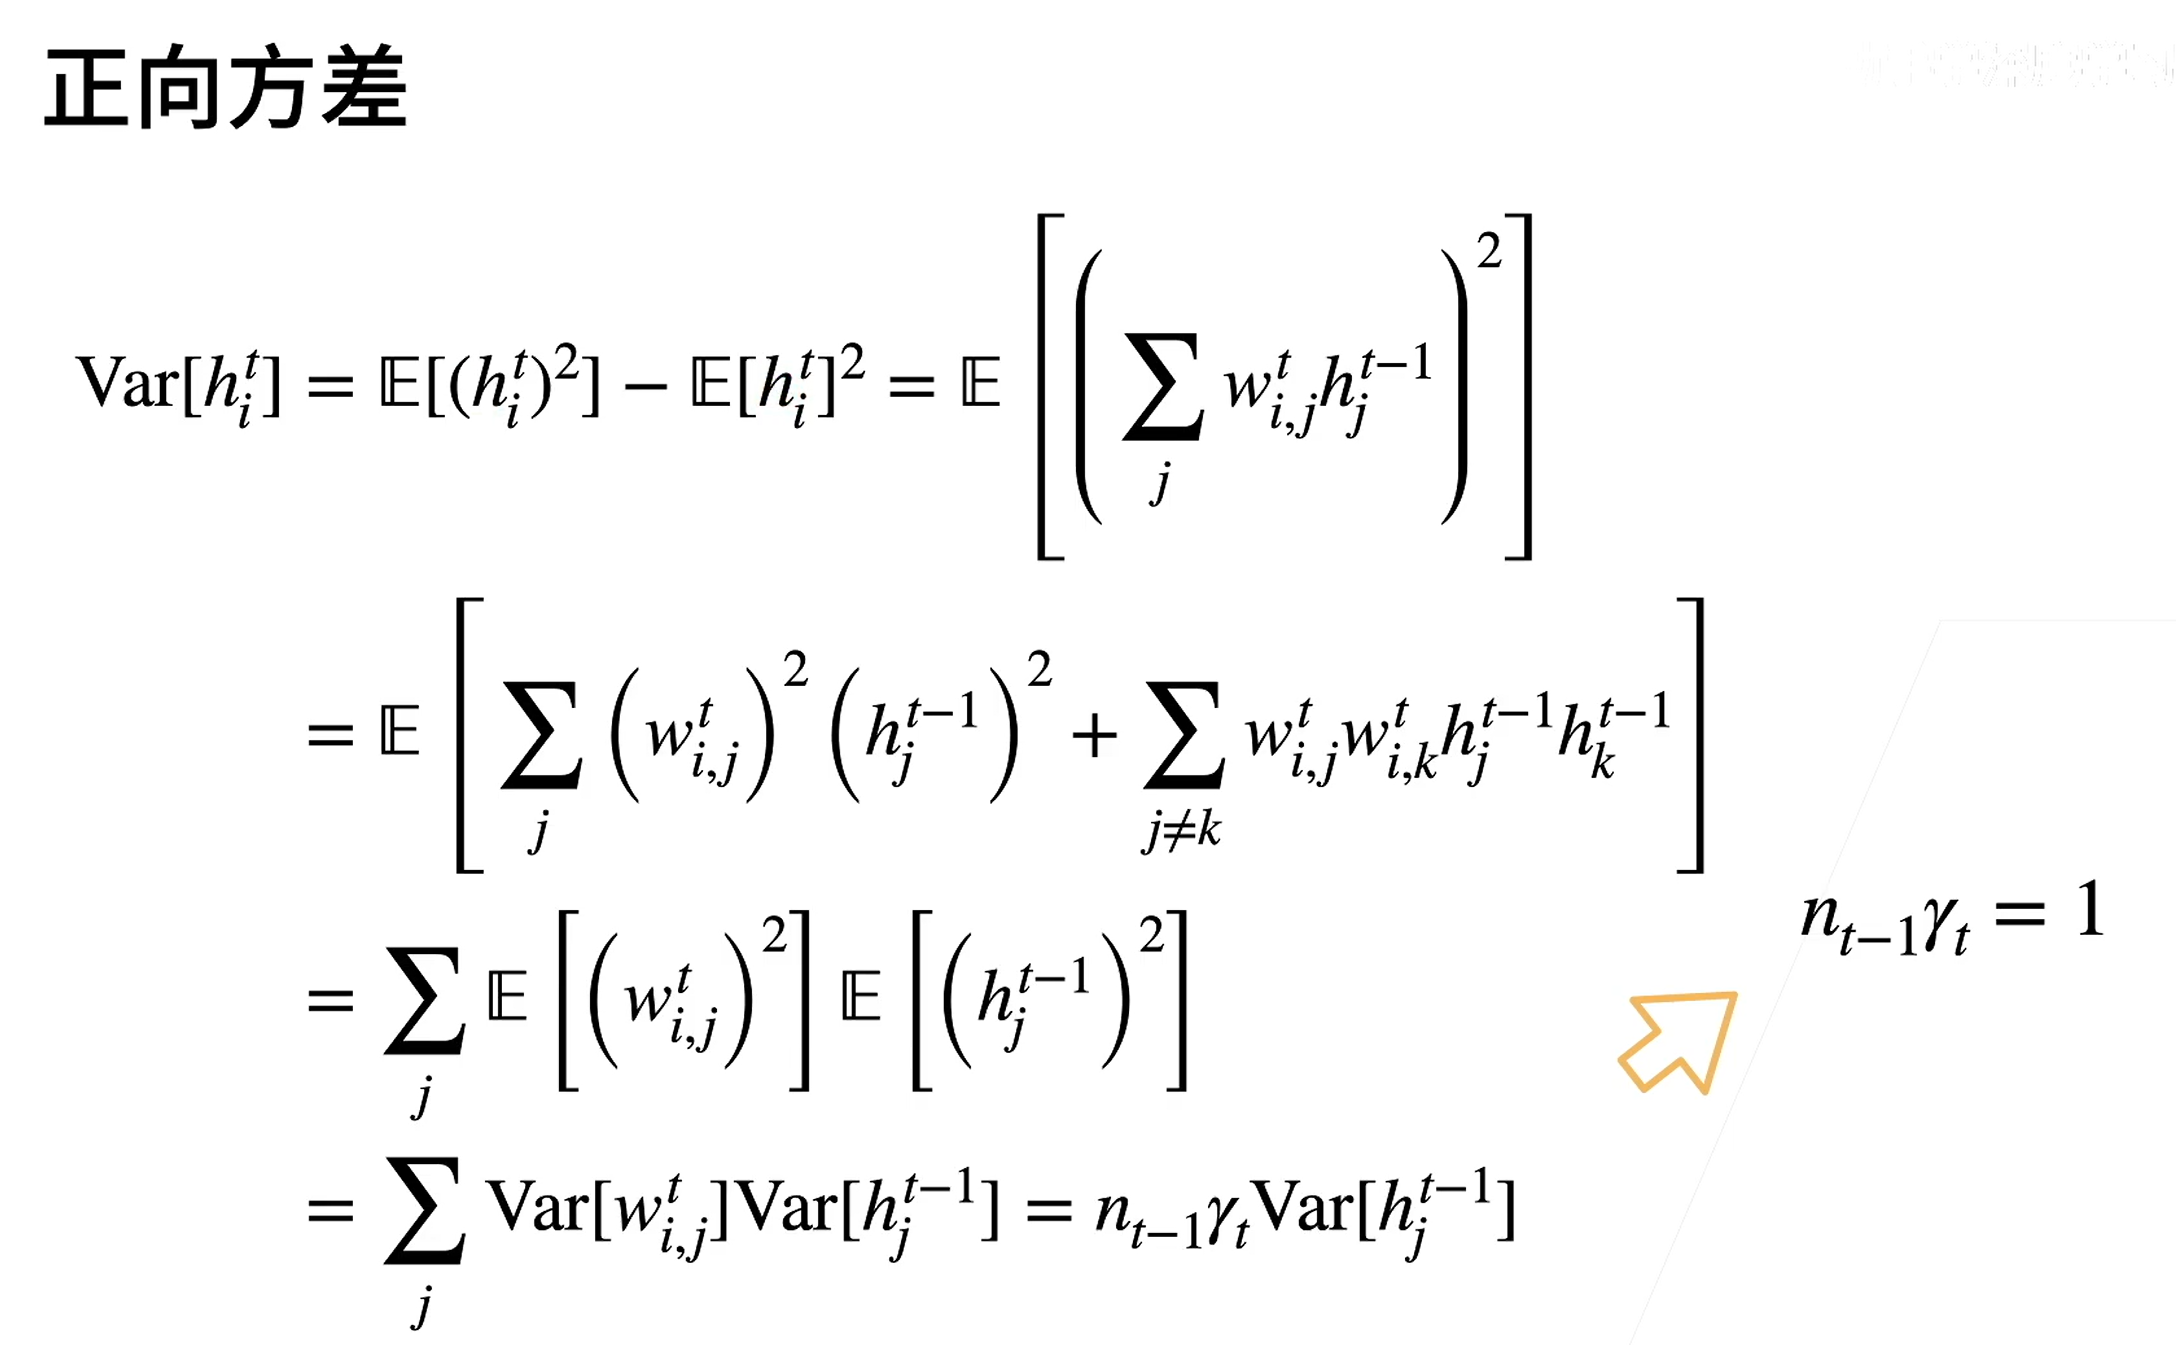 正向方差
Var[h_i^t] = 𝔼[(h_i^t)^2] − 𝔼[h_i^t]^2 = 𝔼[(∑_j w_{i,j}^t h_j^{t−1})^2]
= 𝔼[∑_j (w_{i,j}^t)^2 (h_j^{t−1})^2 + ∑_{j≠k} w_{i,j}^t w_{i,k}^t h_j^{t−1} h_k^{t−1}]
n_{t−1}γ_t = 1
= ∑_j 𝔼[(w_{i,j}^t)^2] 𝔼[(h_j^{t−1})^2]
= ∑_j Var[w_{i,j}^t]Var[h_j^{t−1}] = n_{t−1}γ_tVar[h_j^{t−1}]